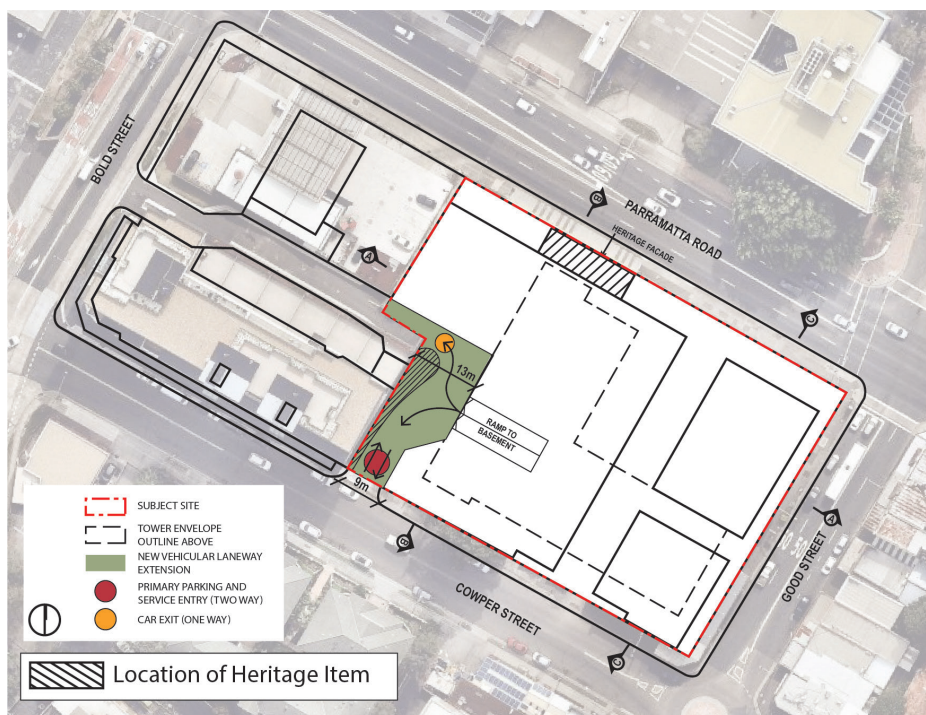 BOLD STREET
PARRAMATTA ROAD
HERITAGE FACADE
B
A
C
13m
RAMP TO
BASEMENT
9m
A
B
C
GOOD STREET
COWPER STREET
SUBJECT SITE
TOWER ENVELOPE
OUTLINE ABOVE
NEW VEHICULAR LANEWAY
EXTENSION
PRIMARY PARKING AND
SERVICE ENTRY (TWO WAY)
CAR EXIT (ONE WAY)
Location of Heritage Item